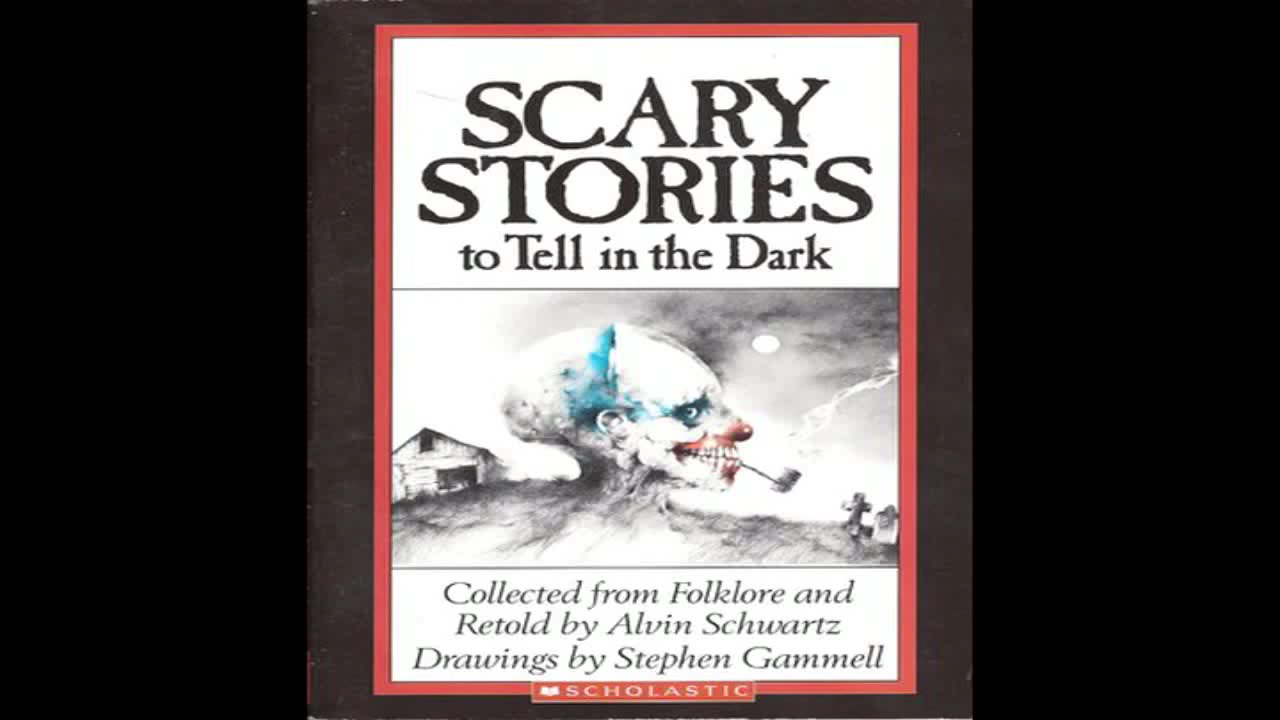 SCARY
STORIES
to Tell in the Dark
Collected from Folklore and
Retold by Alvin Schwartz
Drawings by Stephen Gammell
SCHOLASTIC